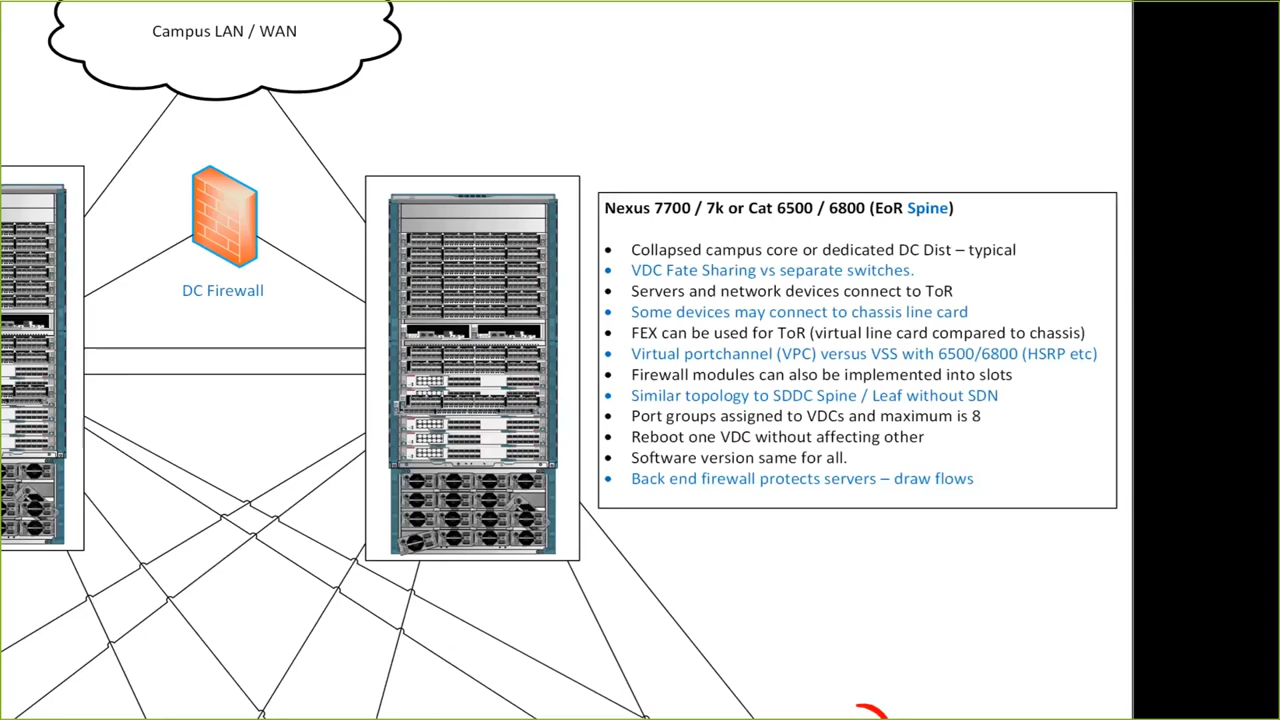 Campus LAN / WAN
DC Firewall
Nexus 7700 / 7k or Cat 6500 / 6800 (EoR Spine)
• Collapsed campus core or dedicated DC Dist – typical
• VDC Fate Sharing vs separate switches.
• Servers and network devices connect to ToR
• Some devices may connect to chassis line card
• FEX can be used for ToR (virtual line card compared to chassis)
• Virtual portchannel (VPC) versus VSS with 6500/6800 (HSRP etc)
• Firewall modules can also be implemented into slots
• Similar topology to SDDC Spine / Leaf without SDN
• Port groups assigned to VDCs and maximum is 8
• Reboot one VDC without affecting other
• Software version same for all.
• Back end firewall protects servers – draw flows